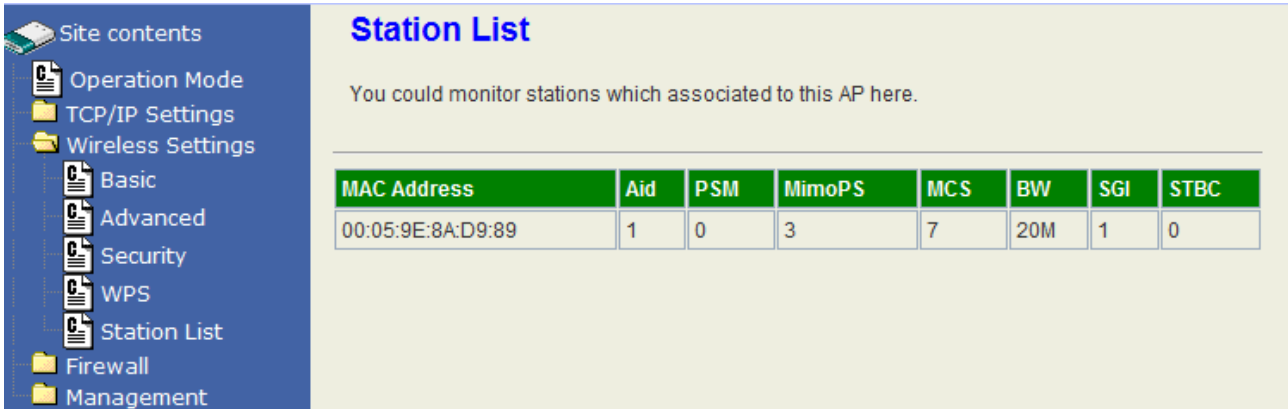 Site contents
Operation Mode
TCP/IP Settings
Wireless Settings
Basic
Advanced
Security
WPS
Station List
Firewall
Management
Station List
You could monitor stations which associated to this AP here.
MAC Address Aid PSM MimoPS MCS BW SGI STBC
00:05:9E:8A:D9:89 1 0 3 7 20M 1 0